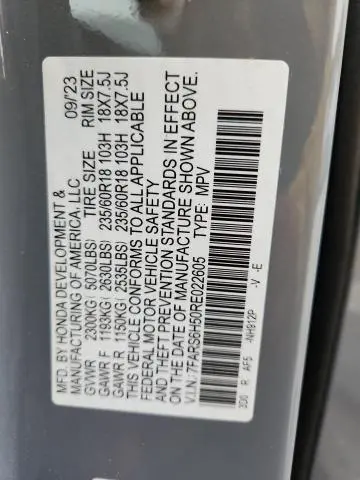 MFD. BY HONDA DEVELOPMENT & 09/23
MANUFACTURING OF AMERICA, LLC
GVWR 2300KG( 5070LBS) TIRE SIZE RIM SIZE
GAWR F 1193KG( 2630LBS) 235/60R18 103H 18X7.5J
GAWR R 1150KG( 2535LBS) 235/60R18 103H 18X7.5J
THIS VEHICLE CONFORMS TO ALL APPLICABLE
FEDERAL MOTOR VEHICLE SAFETY
AND THEFT PREVENTION STANDARDS IN EFFECT
ON THE DATE OF MANUFACTURE SHOWN ABOVE.
V.I.N.:7FARS6H50RE022605 TYPE: MPV
3D0 R AF5 -NH912P -V -E